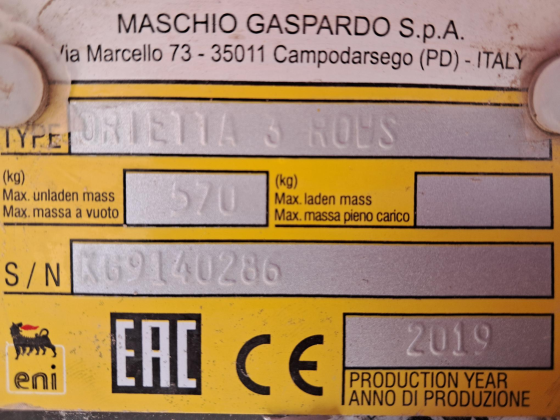 MASCHIO GASPARDO S.p.A.
Via Marcello 73 - 35011 Campodarsego (PD) - ITALY
TYPE ORIETTA 3 ROWS
(kg)
Max. unladen mass
Max. massa a vuoto
570
(kg)
Max. laden mass
Max. massa pieno carico
S/N KG9140286
eni
EAC
CE
2019
PRODUCTION YEAR
ANNO DI PRODUZIONE